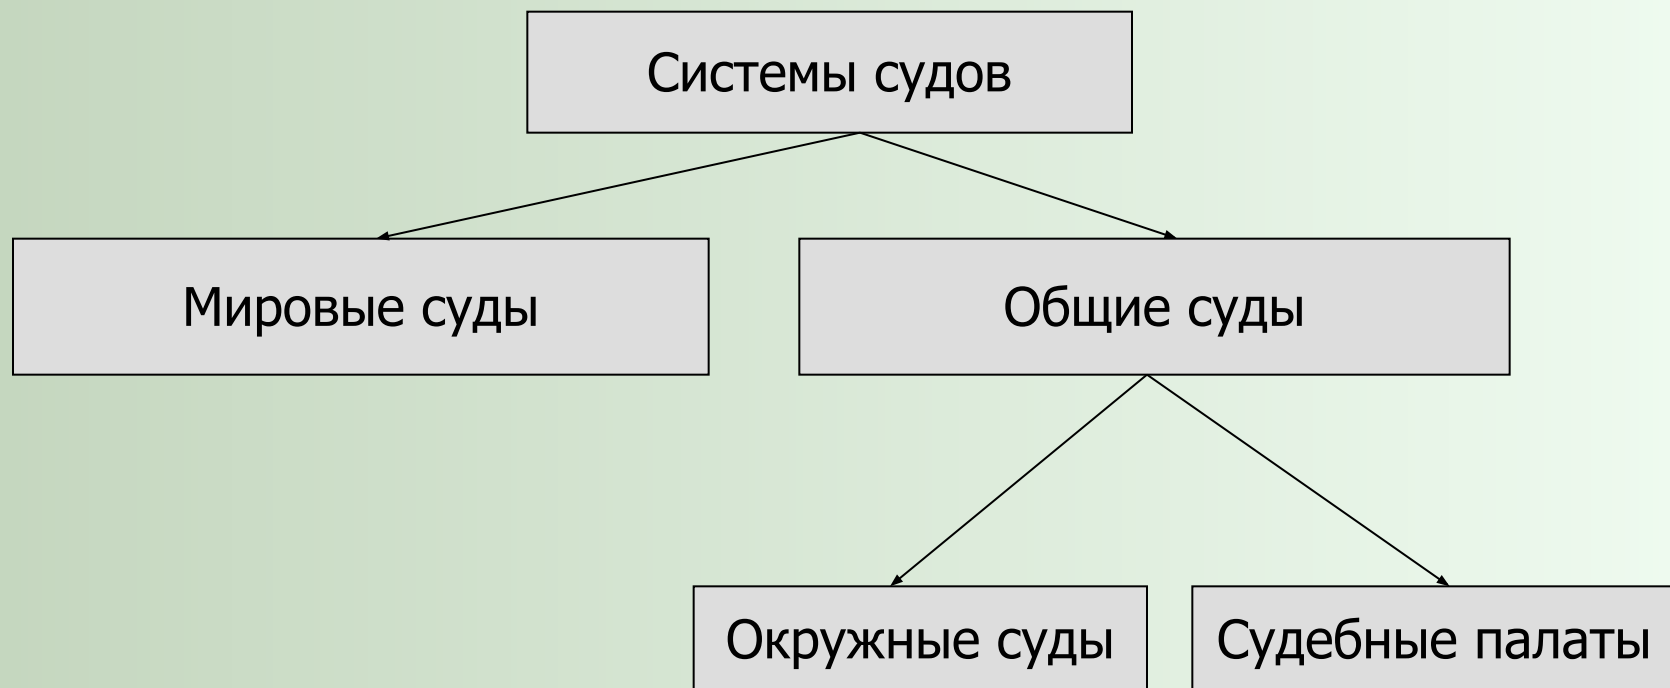 Системы судов
Мировые суды
Общие суды
Окружные суды
Судебные палаты